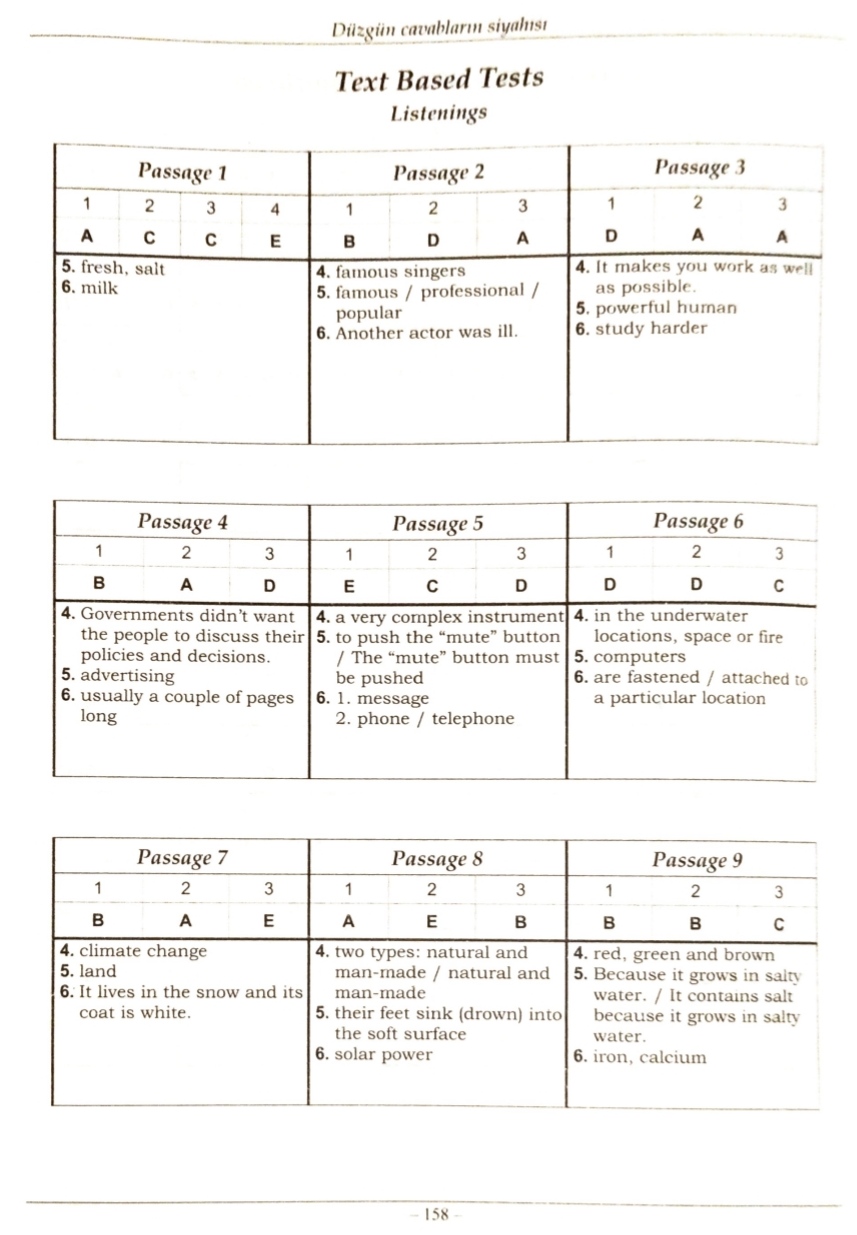 Düzgün cavabların siyahısı
Text Based Tests
Listenings
Passage 1
1 2 3 4
A C C E
5. fresh, salt
6. milk
Passage 2
1 2 3
B D A
4. famous singers
5. famous / professional /
popular
6. Another actor was ill.
Passage 3
1 2 3
D A A
4. It makes you work as well
as possible.
5. powerful human
6. study harder
Passage 4
1 2 3
B A D
4. Governments didn't want
the people to discuss their
policies and decisions.
5. advertising
6. usually a couple of pages
long
Passage 5
1 2 3
E C D
4. a very complex instrument
5. to push the “mute” button
/ The “mute” button must
be pushed
6. 1. message
2. phone / telephone
Passage 6
1 2 3
D D C
4. in the underwater
locations, space or fire
5. computers
6. are fastened / attached to
a particular location
Passage 7
1 2 3
B A E
4. climate change
5. land
6. It lives in the snow and its
coat is white.
Passage 8
1 2 3
A E B
4. two types: natural and
man-made / natural and
man-made
5. their feet sink (drown) into
the soft surface
6. solar power
Passage 9
1 2 3
B B C
4. red, green and brown
5. Because it grows in salty
water. / It contains salt
because it grows in salty
water.
6. iron, calcium
– 158 –